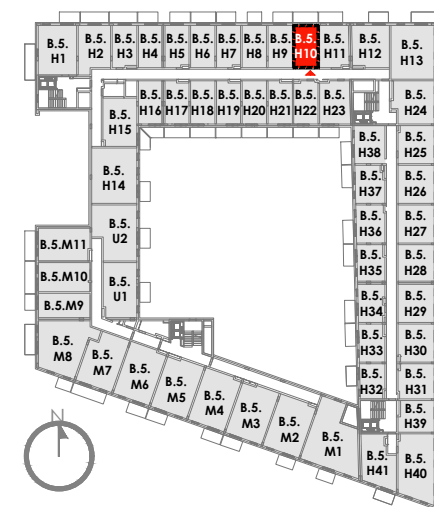 B.5.
H1
B.5.
H2
B.5.
H3
B.5.
H4
B.5.
H5
B.5.
H6
B.5.
H7
B.5.
H8
B.5.
H9
B.5.
H10
B.5.
H11
B.5.
H12
B.5.
H13
B.5.
H16
B.5.
H17
B.5.
H18
B.5.
H19
B.5.
H20
B.5.
H21
B.5.
H22
B.5.
H23
B.5.
H24
B.5.
H15
B.5.
H38
B.5.
H25
B.5.
H14
B.5.
H37
B.5.
H26
B.5.
U2
B.5.
H36
B.5.
H27
B.5.M11
B.5.
H35
B.5.
H28
B.5.M10
B.5.
U1
B.5.
H34
B.5.
H29
B.5.M9
B.5.
H33
B.5.
H30
B.5.
M8
B.5.
M7
B.5.
M6
B.5.
M5
B.5.
M4
B.5.
M3
B.5.
M2
B.5.
M1
B.5.
H32
B.5.
H31
B.5.
H39
B.5.
H41
B.5.
H40
N